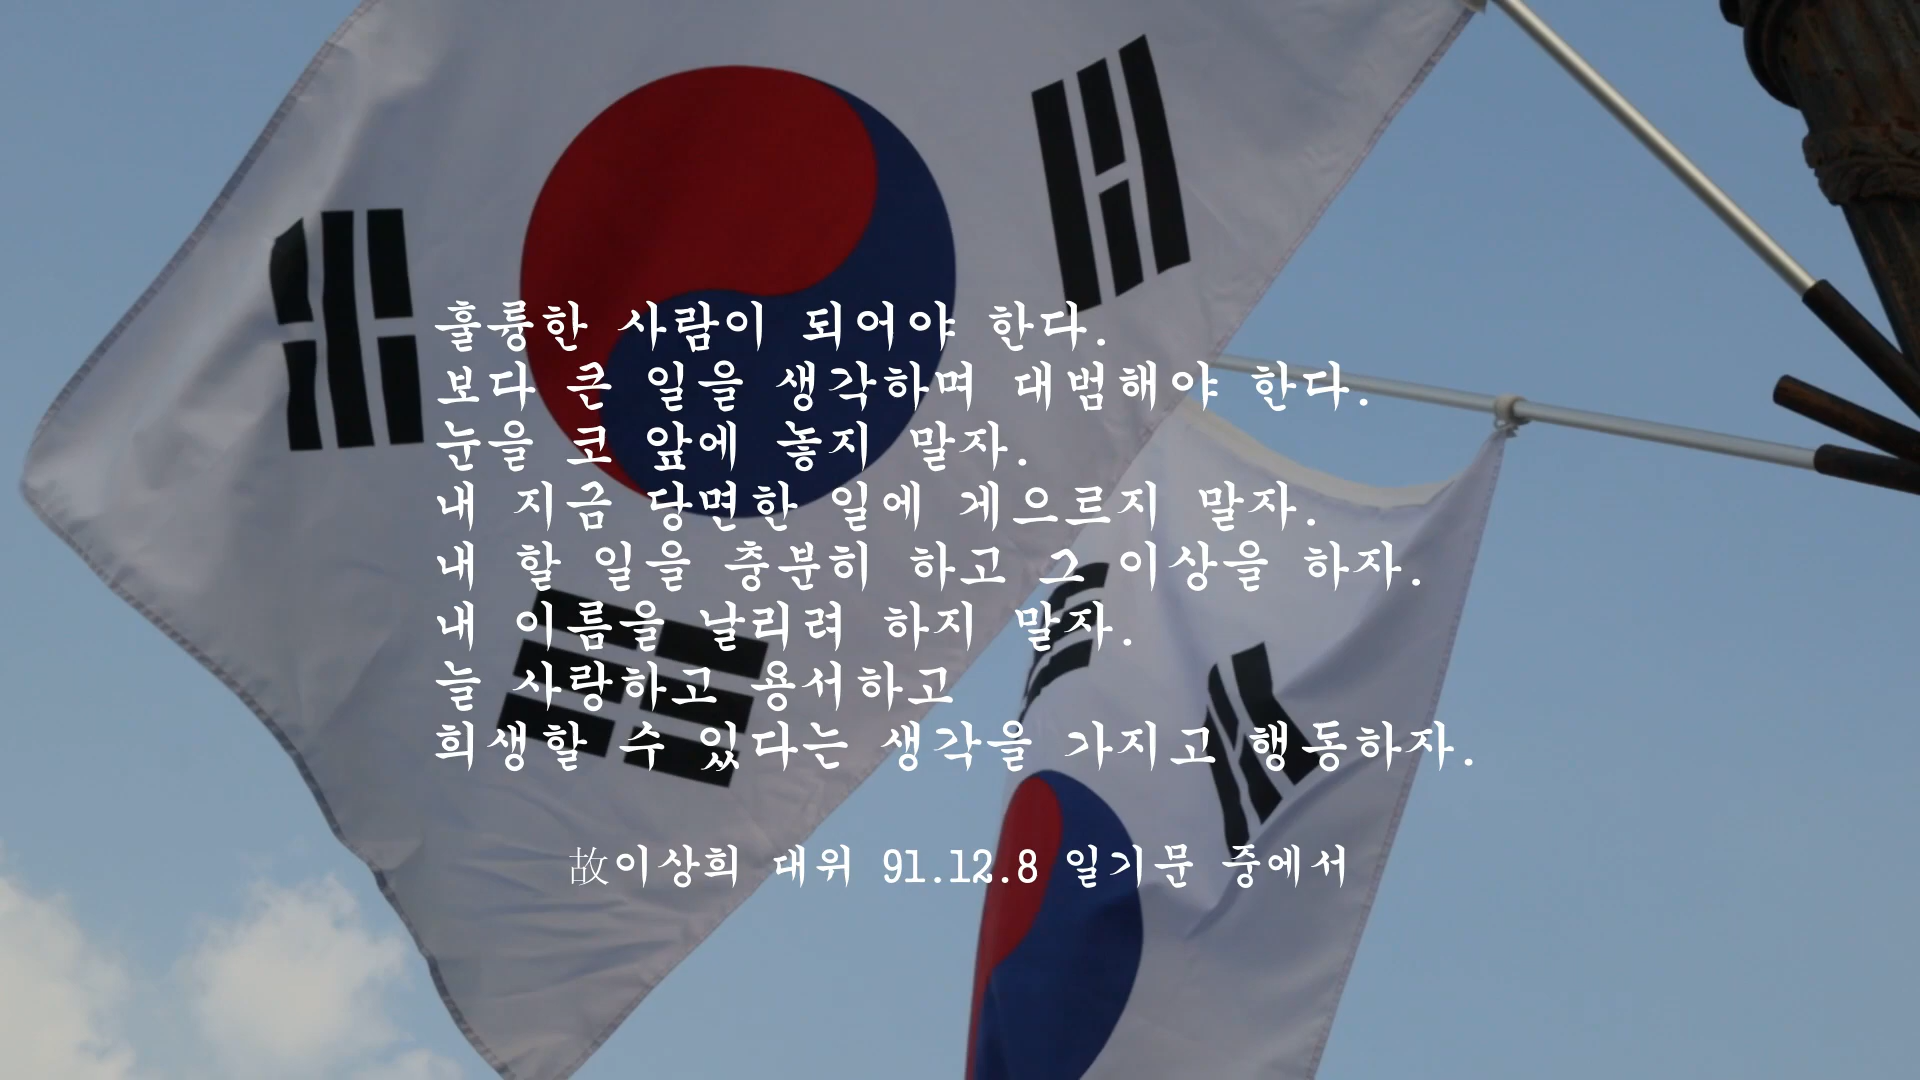 훌륭한 사람이 되어야 한다.
보다 큰 일을 생각하며 대범해야 한다.
눈을 코 앞에 놓지 말자.
내 지금 당면한 일에 게으르지 말자.
내 할 일을 충분히 하고 그 이상을 하자.
내 이름을 날리려 하지 말자.
늘 사랑하고 용서하고
희생할 수 있다는 생각을 가지고 행동하자.
故이상희 대위 91.12.8 일기문 중에서